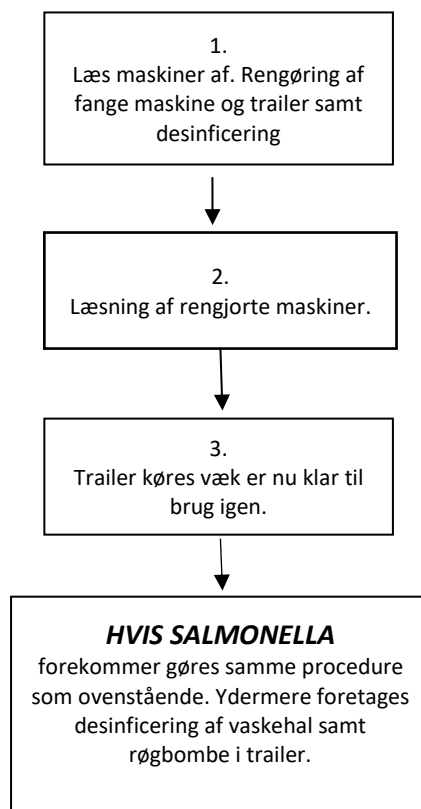 1.
Læs maskiner af. Rengøring af
fange maskine og trailer samt
desinficering
2.
Læsning af rengjorte maskiner.
3.
Trailer køres væk er nu klar til
brug igen.
HVIS SALMONELLA
forekommer gøres samme procedure
som ovenstående. Ydermere foretages
desinficering af vaskehal samt
røgbombe i trailer.